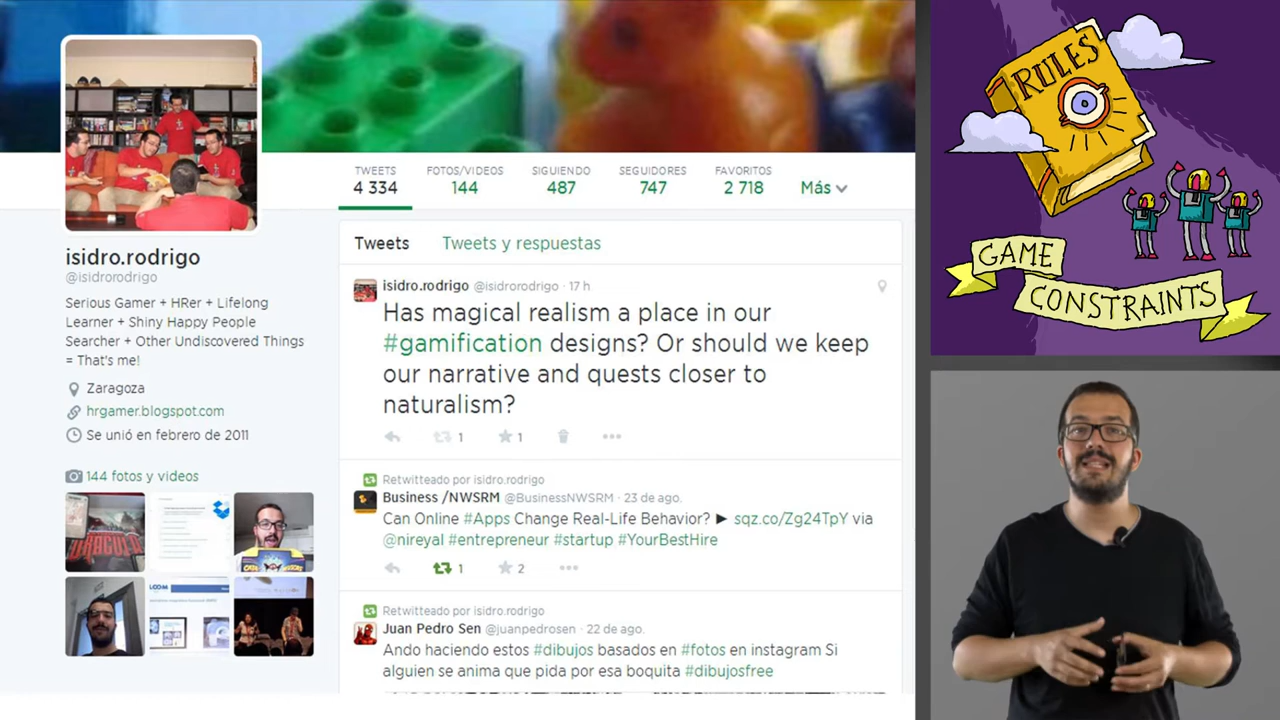 TWEETS
4 334
FOTOS/VIDEOS
144
SIGUIENDO
487
SEGUIDORES
747
FAVORITOS
2 718
Más
isidro.rodrigo
@isidrorodrigo
Serious Gamer + HRer + Lifelong
Learner + Shiny Happy People
Searcher + Other Undiscovered Things
= That's me!
Zaragoza
hrgamer.blogspot.com
Se unió en febrero de 2011
144 fotos y videos
Tweets
Tweets y respuestas
isidro.rodrigo @isidrorodrigo · 17 h
Has magical realism a place in our
#gamification designs? Or should we keep
our narrative and quests closer to
naturalism?
1
1
Retwitteado por isidro.rodrigo
Business /NWSRM @BusinessNWSRM · 23 de ago.
Can Online #Apps Change Real-Life Behavior? ► sqz.co/Zg24TpY via
@nireyal #entrepreneur #startup #YourBestHire
1
2
Retwitteado por isidro.rodrigo
Juan Pedro Sen @juanpedrosen · 22 de ago.
Ando haciendo estos #dibujos basados en #fotos en instagram Si
alguien se anima que pida por esa boquita #dibujosfree
RULES
GAME
CONSTRAINTS